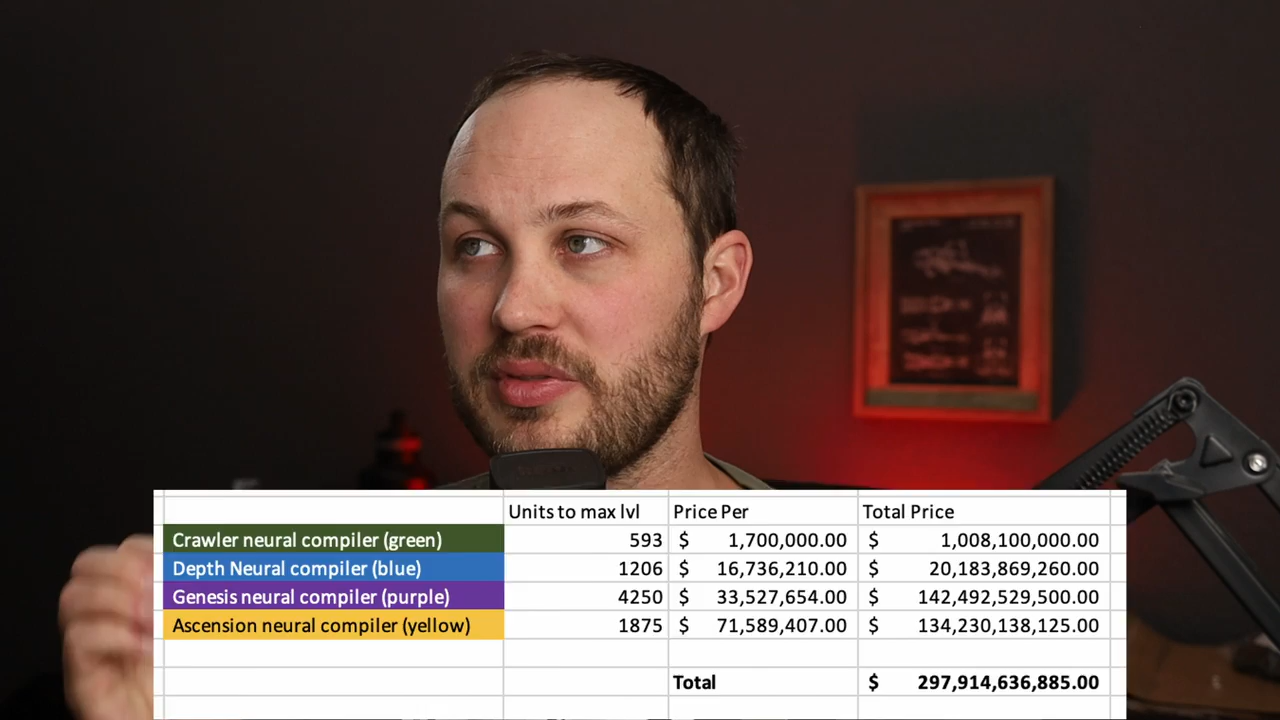 Units to max lvl Price Per Total Price
Crawler neural compiler (green) 593 $ 1,700,000.00 $ 1,008,100,000.00
Depth Neural compiler (blue) 1206 $ 16,736,210.00 $ 20,183,869,260.00
Genesis neural compiler (purple) 4250 $ 33,527,654.00 $ 142,492,529,500.00
Ascension neural compiler (yellow) 1875 $ 71,589,407.00 $ 134,230,138,125.00
Total $ 297,914,636,885.00